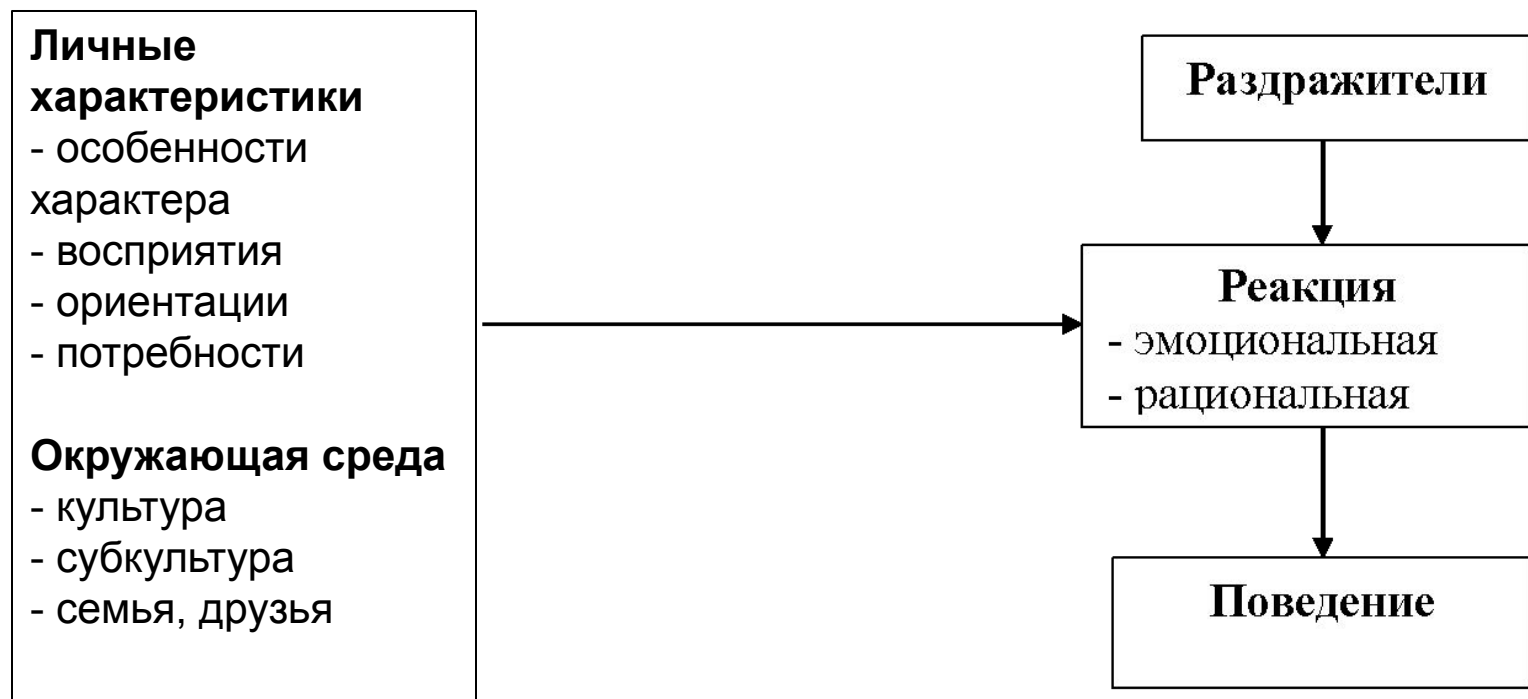 Личные
характеристики
- особенности
характера
- восприятия
- ориентации
- потребности
Окружающая среда
- культура
- субкультура
- семья, друзья
Раздражители
Реакция
- эмоциональная
- рациональная
Поведение